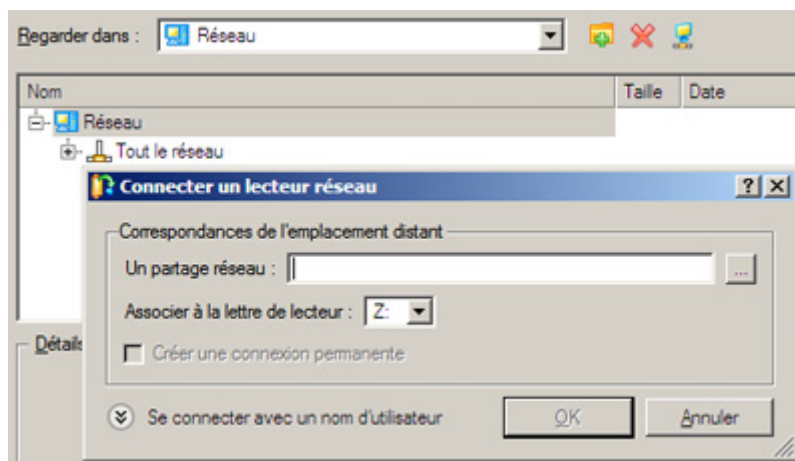 Regarder dans : Réseau
Nom Taille Date
Réseau
Tout le réseau
Connecter un lecteur réseau
Correspondances de l'emplacement distant
Un partage réseau : ...
Associer à la lettre de lecteur : Z:
Créer une connexion permanente
Détails
Se connecter avec un nom d'utilisateur OK Annuler